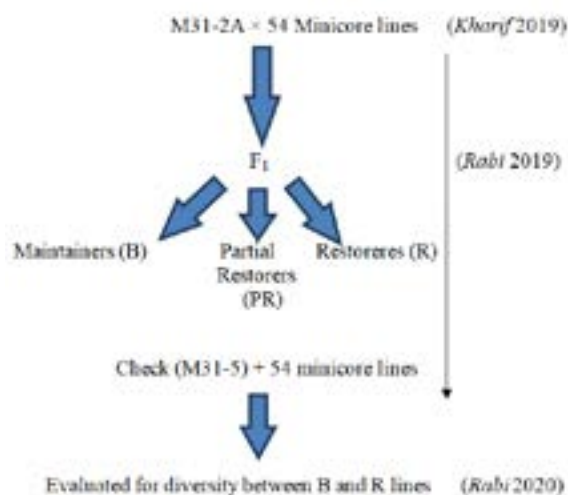 M31-2A × 54 Minicore lines (Kharif 2019)
F1
(Rabi 2019)
Maintainers (B)
Partial
Restorers
(PR)
Restoreres (R)
Check (M31-5) + 54 minicore lines
Evaluated for diversity between B and R lines (Rabi 2020)